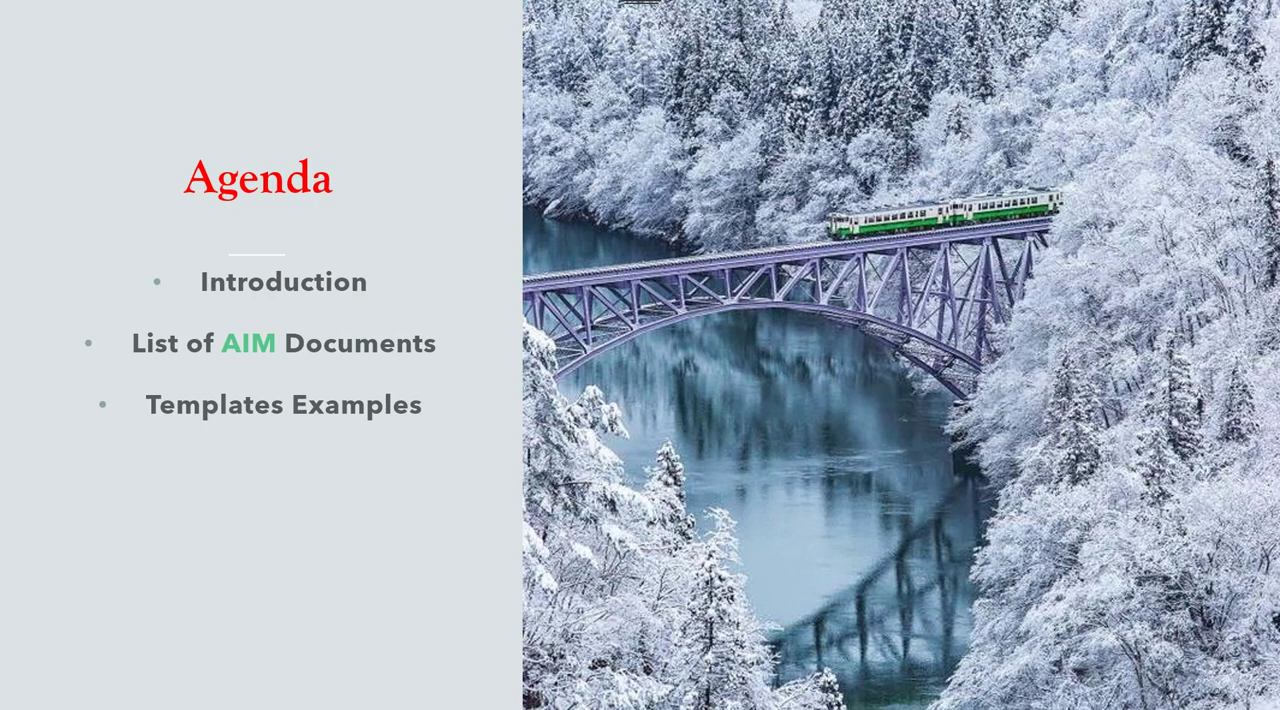 Agenda
• Introduction
• List of AIM Documents
• Templates Examples